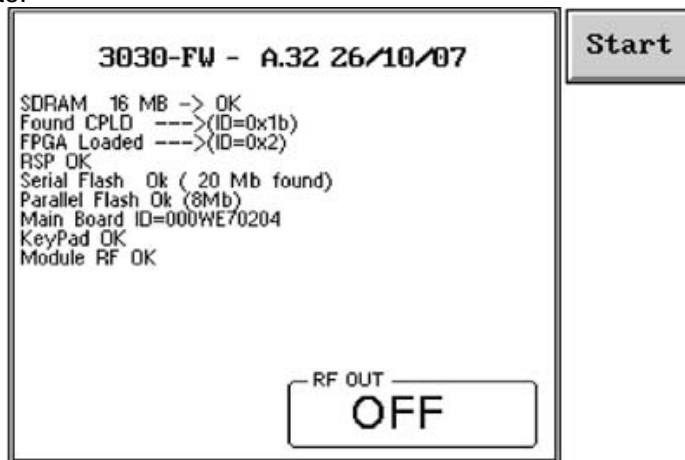 3030-FW - A.32 26/10/07
Start
SDRAM 16 MB -> OK
Found CPLD --->(ID=0x1b)
FPGA Loaded --->(ID=0x2)
RSP OK
Serial Flash Ok ( 20 Mb found)
Parallel Flash Ok (8Mb)
Main Board ID=000WE70204
KeyPad OK
Module RF OK
RF OUT
OFF